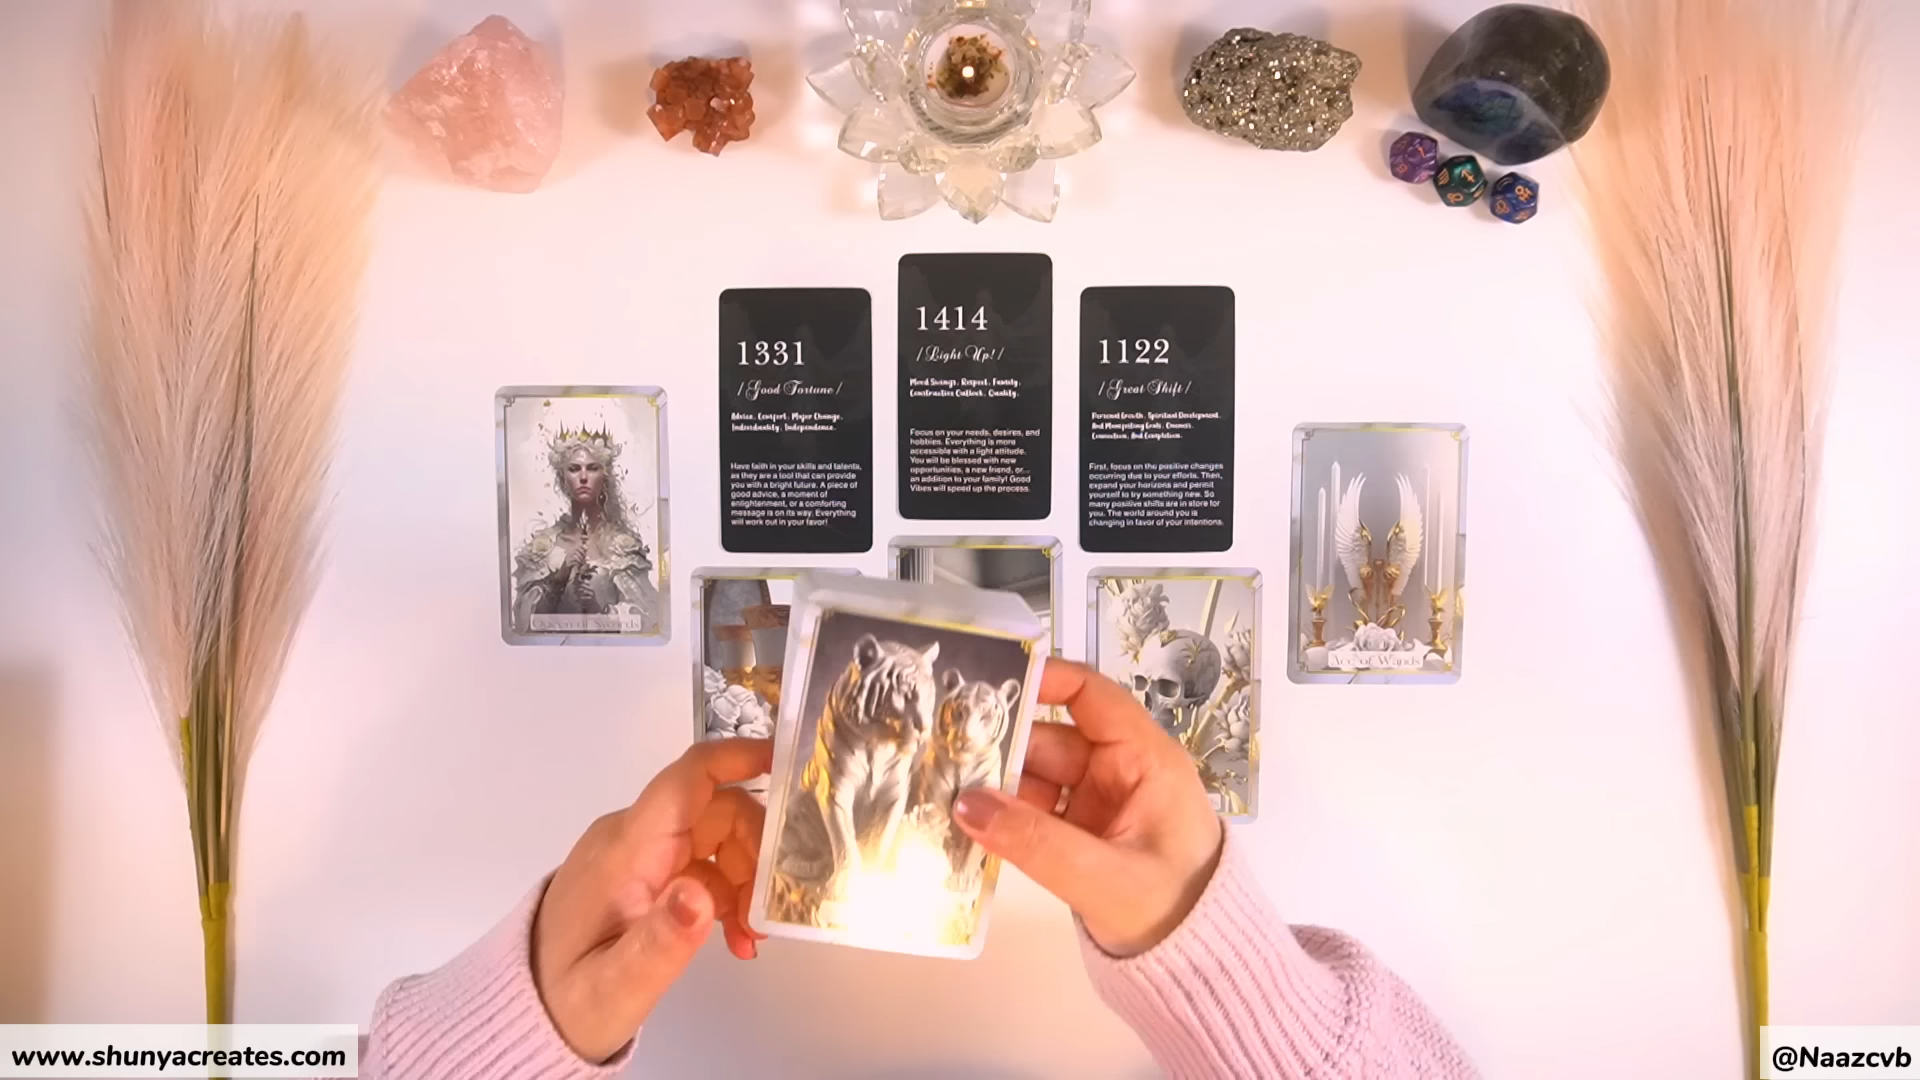 1331
/Good Fortune/
Advice. Comfort. Major Change.
Individuality. Independence.
Have faith in your skills and talents,
as they are a tool that can provide
you with a bright future. A piece of
good advice, a moment of
enlightenment, or a comforting
message is on its way. Everything
will work out in your favor!
1414
/Light Up!/
Mood Swings. Respect. Family.
Constructive Outlook. Quality.
Focus on your needs, desires, and
hobbies. Everything is more
accessible with a light attitude.
You will be blessed with new
opportunities, a new friend, or...
an addition to your family! Good
Vibes will speed up the process.
1122
/Great Shift/
Personal Growth. Spiritual Development.
And Manifesting Goals. Oneness.
Connection. And Completion.
First, focus on the positive changes
occurring due to your efforts. Then,
expand your horizons and permit
yourself to try something new. So
many positive shifts are in store for
you. The world around you is
changing in favor of your intentions.
Queen of Swords
Ace of Wands
www.shunyacreates.com
@Naazcvb